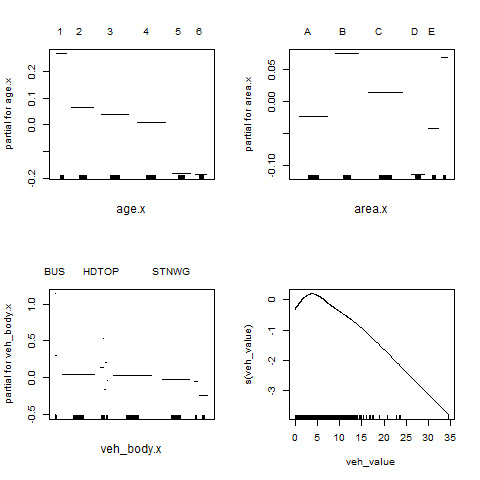 1 2 3 4 5 6
partial for age.x
0.2
0.1
0.0
-0.2
age.x
A B C D E
partial for area.x
0.05
0.00
-0.10
area.x
BUS HDTOP STNWG
partial for veh_body.x
1.0
0.5
0.0
-0.5
veh_body.x
s(veh_value)
0
-1
-2
-3
0 5 10 15 20 25 30 35
veh_value